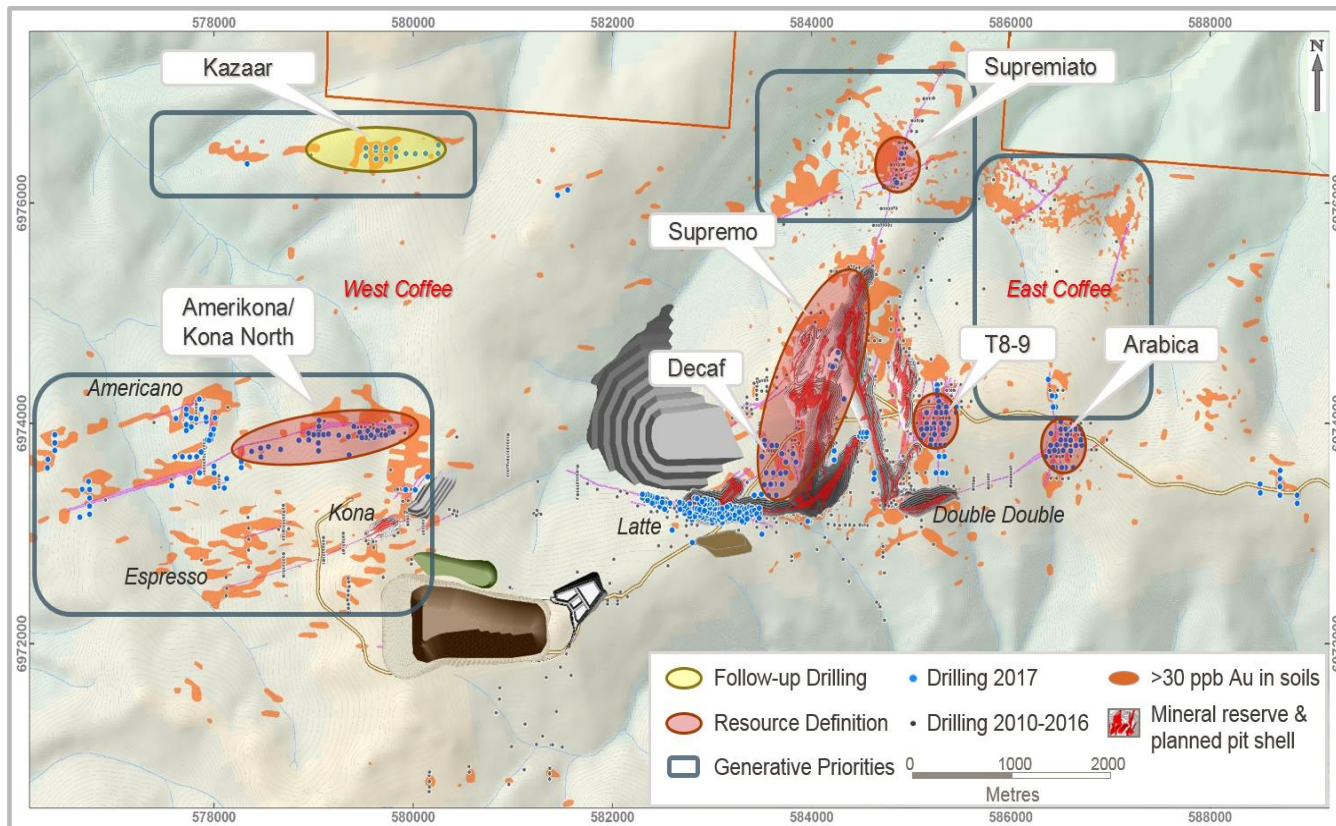 578000 580000 582000 584000 586000 588000
N
Kazaar
Supremiato
6976000
Supremo
West Coffee
East Coffee
Amerikona/
Kona North
T8-9
Arabica
Decaf
Americano
6974000
6974000
Kona
Latte
Double Double
Espresso
6972000
Follow-up Drilling
Drilling 2017
>30 ppb Au in soils
Resource Definition
Drilling 2010-2016
Mineral reserve &
planned pit shell
Generative Priorities
0 1000 2000
Metres
578000 580000 582000 584000 586000 588000